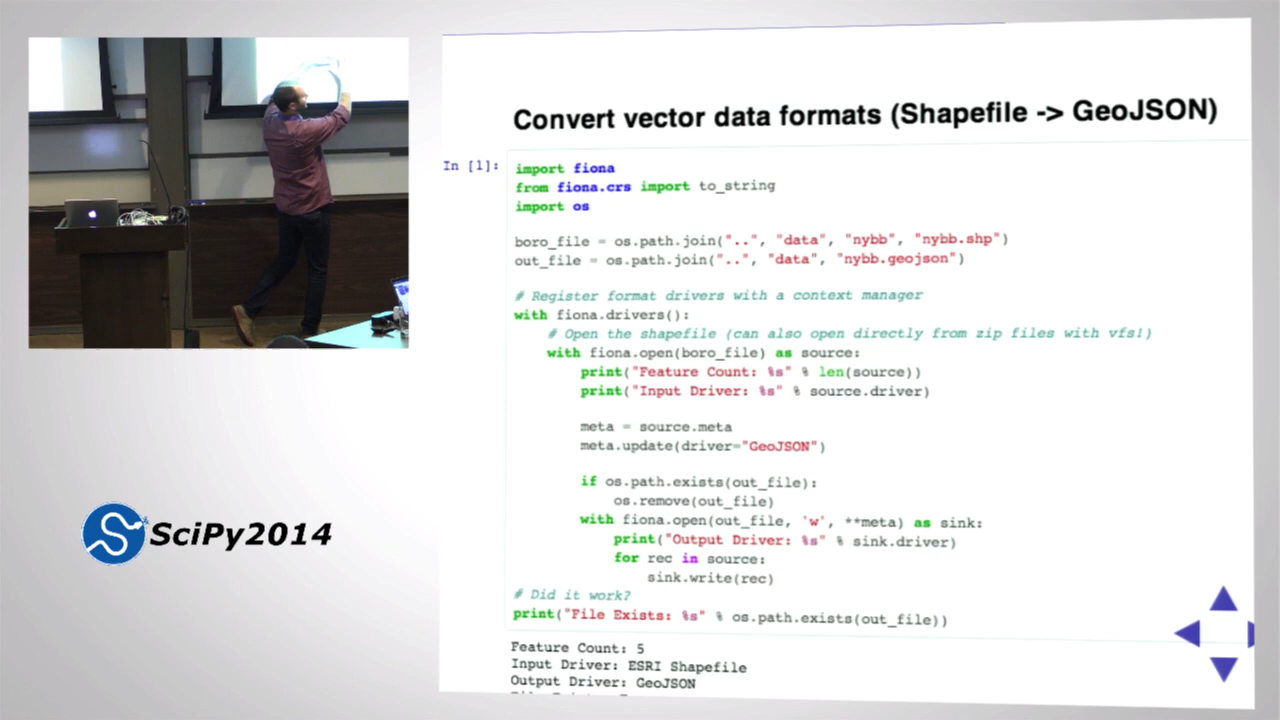 Convert vector data formats (Shapefile -> GeoJSON)
In [1]:
import fiona
from fiona.crs import to_string
import os
boro_file = os.path.join("..", "data", "nybb", "nybb.shp")
out_file = os.path.join("..", "data", "nybb.geojson")
# Register format drivers with a context manager
with fiona.drivers():
    # Open the shapefile (can also open directly from zip files with vfs!)
    with fiona.open(boro_file) as source:
        print("Feature Count: %s" % len(source))
        print("Input Driver: %s" % source.driver)
        meta = source.meta
        meta.update(driver="GeoJSON")
        if os.path.exists(out_file):
            os.remove(out_file)
        with fiona.open(out_file, 'w', **meta) as sink:
            print("Output Driver: %s" % sink.driver)
            for rec in source:
                sink.write(rec)
# Did it work?
print("File Exists: %s" % os.path.exists(out_file))
Feature Count: 5
Input Driver: ESRI Shapefile
Output Driver: GeoJSON
SciPy2014